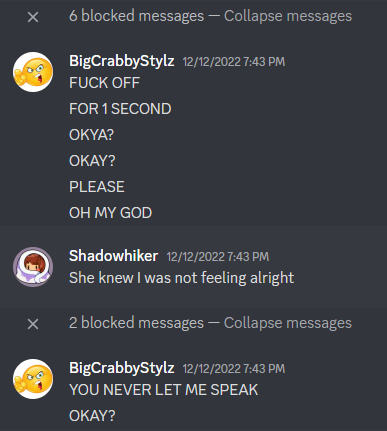 6 blocked messages — Collapse messages
BigCrabbyStylz 12/12/2022 7:43 PM
FUCK OFF
FOR 1 SECOND
OKYA?
OKAY?
PLEASE
OH MY GOD
Shadowhiker 12/12/2022 7:43 PM
She knew I was not feeling alright
2 blocked messages — Collapse messages
BigCrabbyStylz 12/12/2022 7:43 PM
YOU NEVER LET ME SPEAK
OKAY?